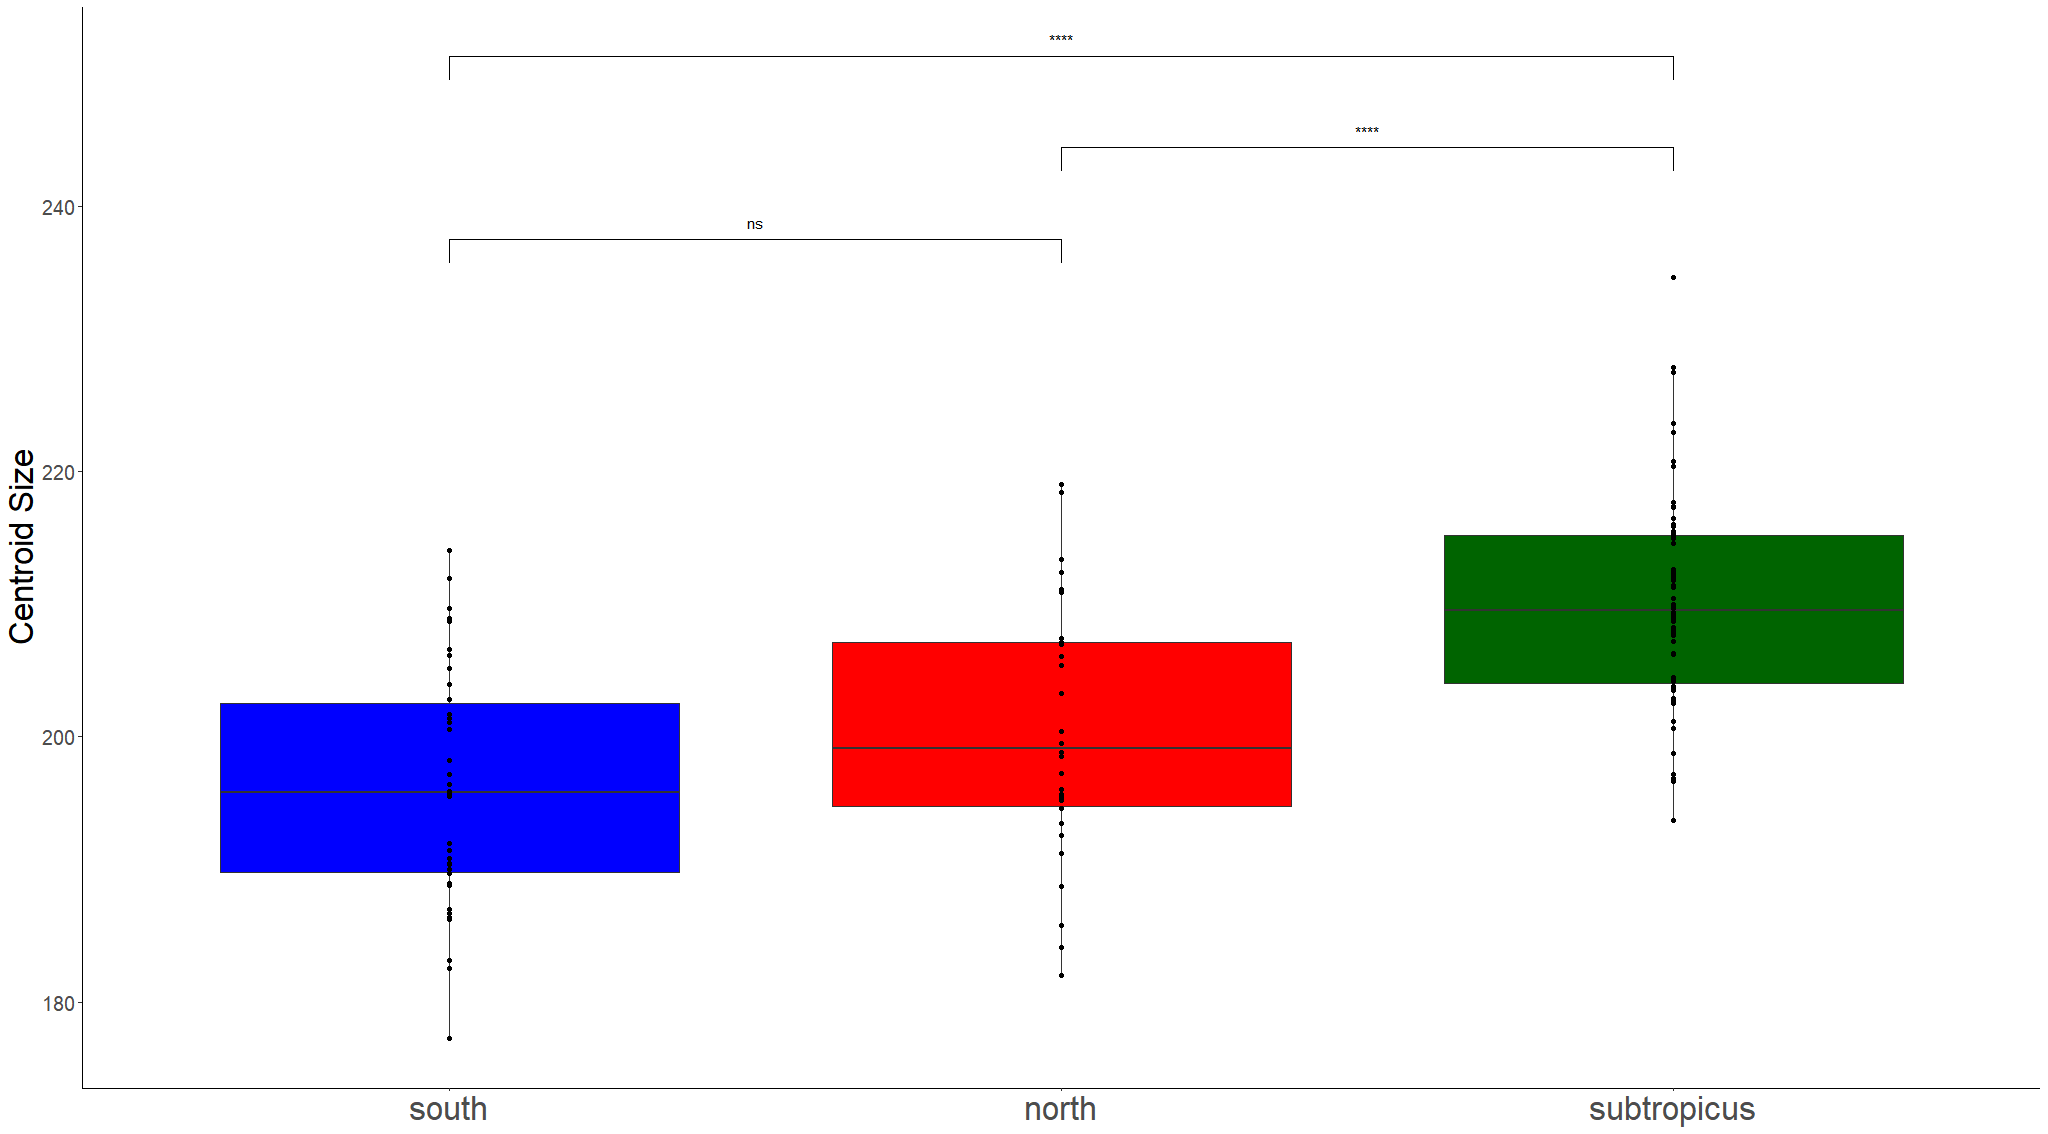 ****
****
ns
240
220
200
180
Centroid Size
south
north
subtropicus